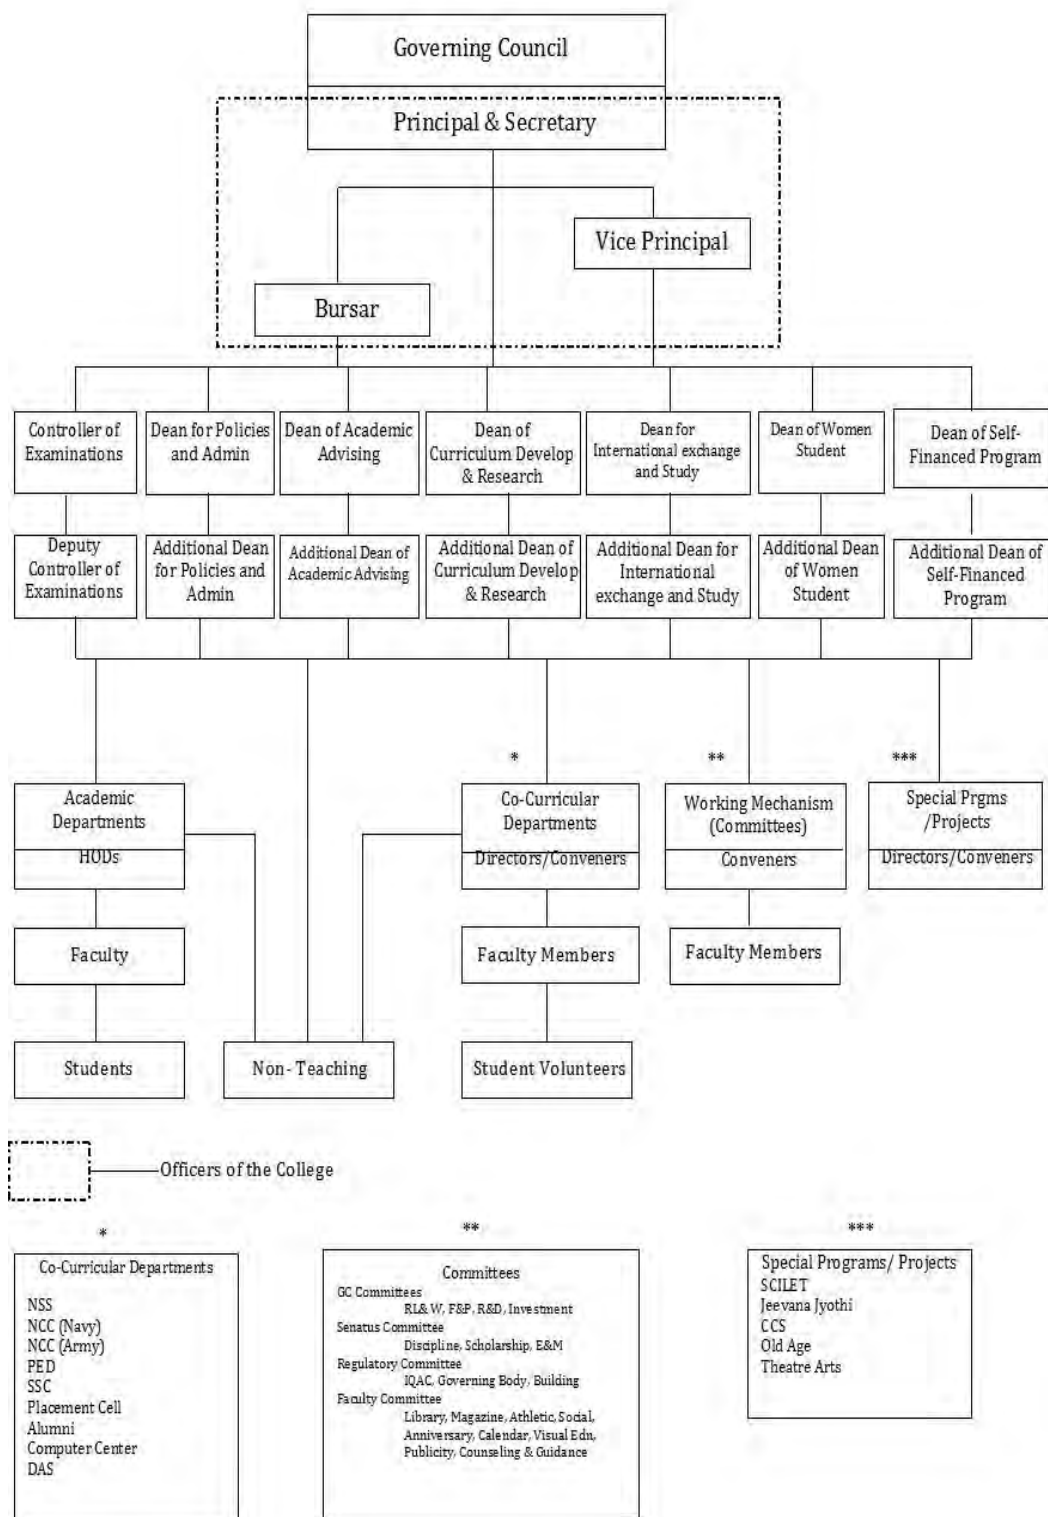 Governing Council
Principal & Secretary
Vice Principal
Bursar
Controller of
Examinations
Dean for Policies
and Admin
Dean of Academic
Advising
Dean of
Curriculum Develop
& Research
Dean for
International exchange
and Study
Dean of Women
Student
Dean of Self-
Financed Program
Deputy
Controller of
Examinations
Additional Dean
for Policies and
Admin
Additional Dean of
Academic Advising
Additional Dean of
Curriculum Develop
& Research
Additional Dean for
International
exchange and Study
Additional Dean
of Women
Student
Additional Dean of
Self-Financed
Program
*
**
***
Academic
Departments
HODs
Co-Curricular
Departments
Directors/Conveners
Working Mechanism
(Committees)
Conveners
Special Prgms
/Projects
Directors/Conveners
Faculty
Faculty Members
Faculty Members
Students
Non- Teaching
Student Volunteers
Officers of the College
*
Co-Curricular Departments
NSS
NCC (Navy)
NCC (Army)
PED
SSC
Placement Cell
Alumni
Computer Center
DAS
**
Committees
GC Committees
RL& W, F&P, R&D, Investment
Senatus Committee
Discipline, Scholarship, E&M
Regulatory Committee
IQAC, Governing Body, Building
Faculty Committee
Library, Magazine, Athletic, Social,
Anniversary, Calendar, Visual Edn,
Publicity, Counseling & Guidance
***
Special Programs/ Projects
SCILET
Jeevana Jyothi
CCS
Old Age
Theatre Arts